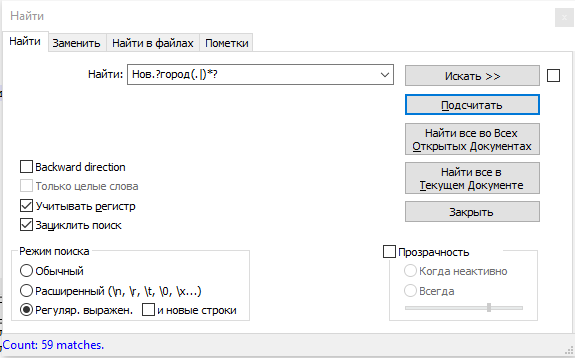 Найти
Найти Заменить Найти в файлах Пометки
Найти: Нов.?город(.|)*?
Искать >>
Подсчитать
Найти все во Всех
Открытых Документах
Найти все в
Текущем Документе
Закрыть
Backward direction
Только целые слова
Учитывать регистр
Зациклить поиск
Режим поиска
Обычный
Расширенный (\n, \r, \t, \0, \x...)
Регуляр. выражен. и новые строки
Прозрачность
Когда неактивно
Всегда
Count: 59 matches.